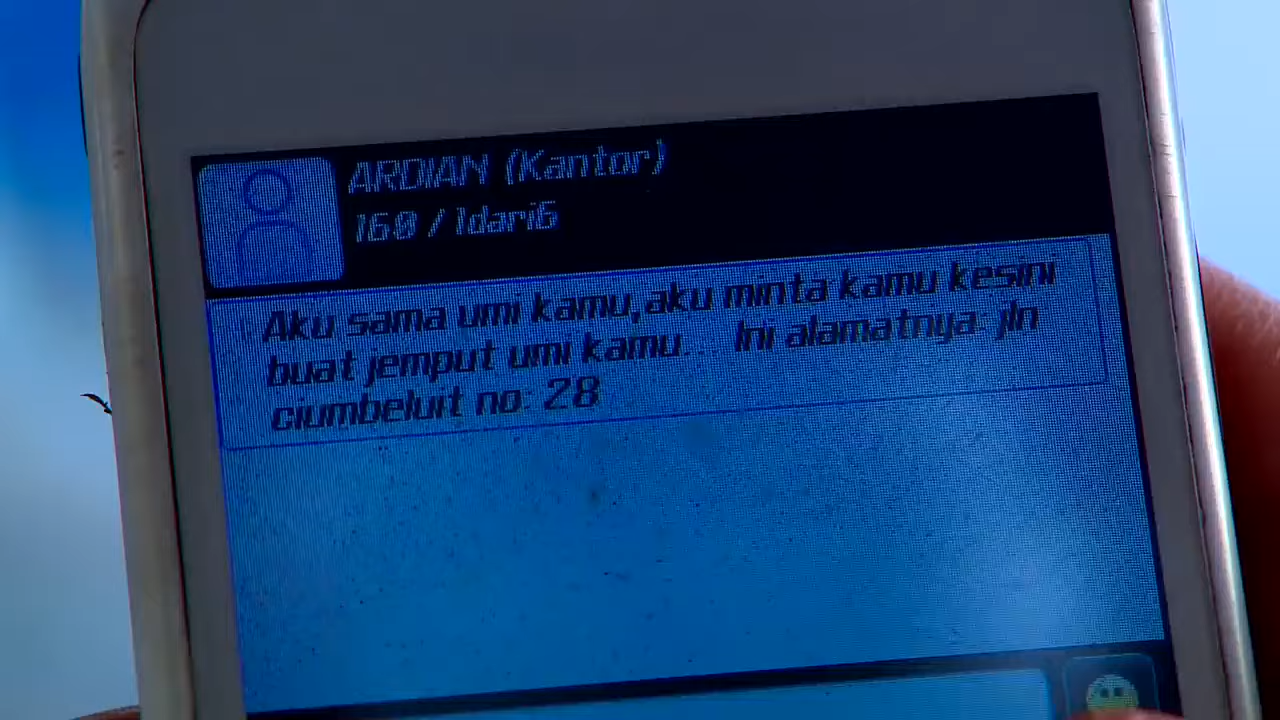 ARDIAN (Kantor)
160 / 1dari6
Aku sama umi kamu,aku minta kamu kesini
buat jemput umi kamu... Ini alamatnya: jln
ciumbeluit no: 28